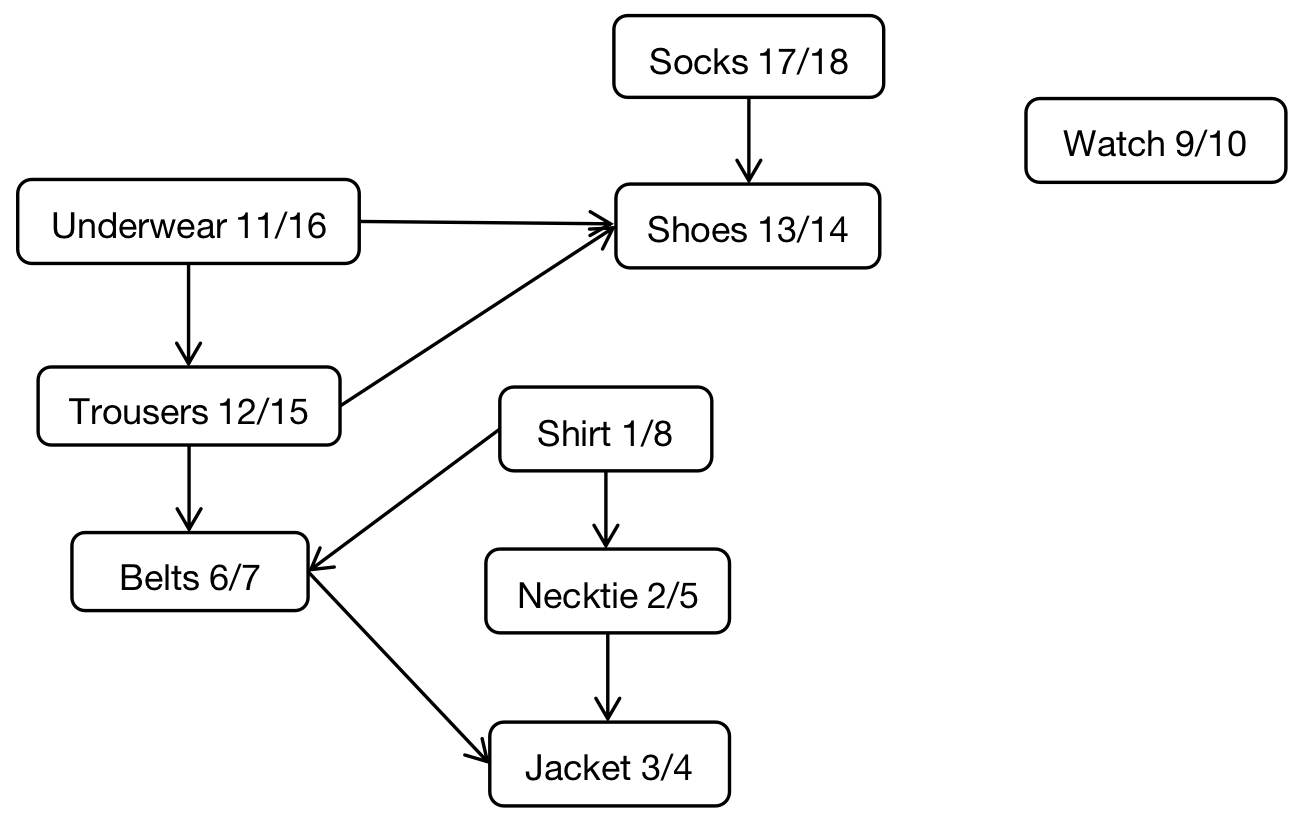 Socks 17/18
Watch 9/10
Underwear 11/16
Shoes 13/14
Trousers 12/15
Shirt 1/8
Belts 6/7
Necktie 2/5
Jacket 3/4